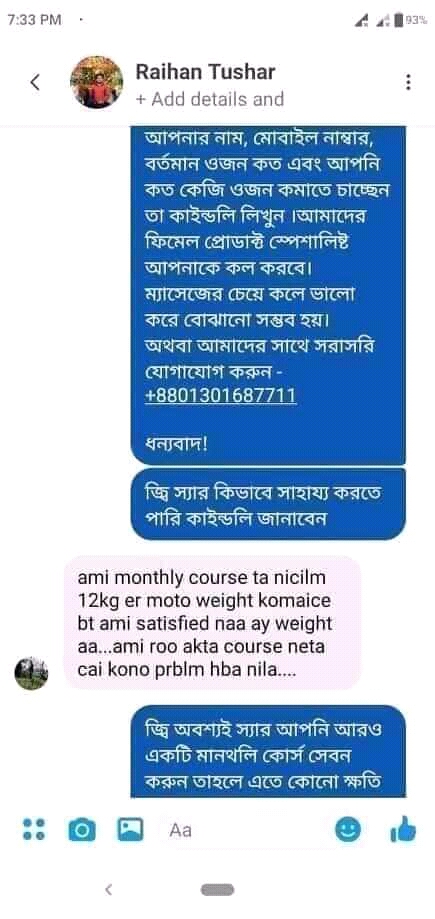 7:33 PM
93%
Raihan Tushar
+ Add details and
আপনার নাম, মোবাইল নাম্বার,
বর্তমান ওজন কত এবং আপনি
কত কেজি ওজন কমাতে চাচ্ছেন
তা কাইন্ডলি লিখুন ।আমাদের
ফিমেল প্রোডাক্ট স্পেশালিষ্ট
আপনাকে কল করবে।
ম্যাসেজের চেয়ে কলে ভালো
করে বোঝানো সম্ভব হয়।
অথবা আমাদের সাথে সরাসরি
যোগাযোগ করুন -
+8801301687711
ধন্যবাদ!
জ্বি স্যার কিভাবে সাহায্য করতে
পারি কাইন্ডলি জানাবেন
ami monthly course ta nicilm
12kg er moto weight komaice
bt ami satisfied naa ay weight
aa...ami roo akta course neta
cai kono prblm hba nila....
জ্বি অবশ্যই স্যার আপনি আরও
একটি মানথলি কোর্স সেবন
করুন তাহলে এতে কোনো ক্ষতি
Aa